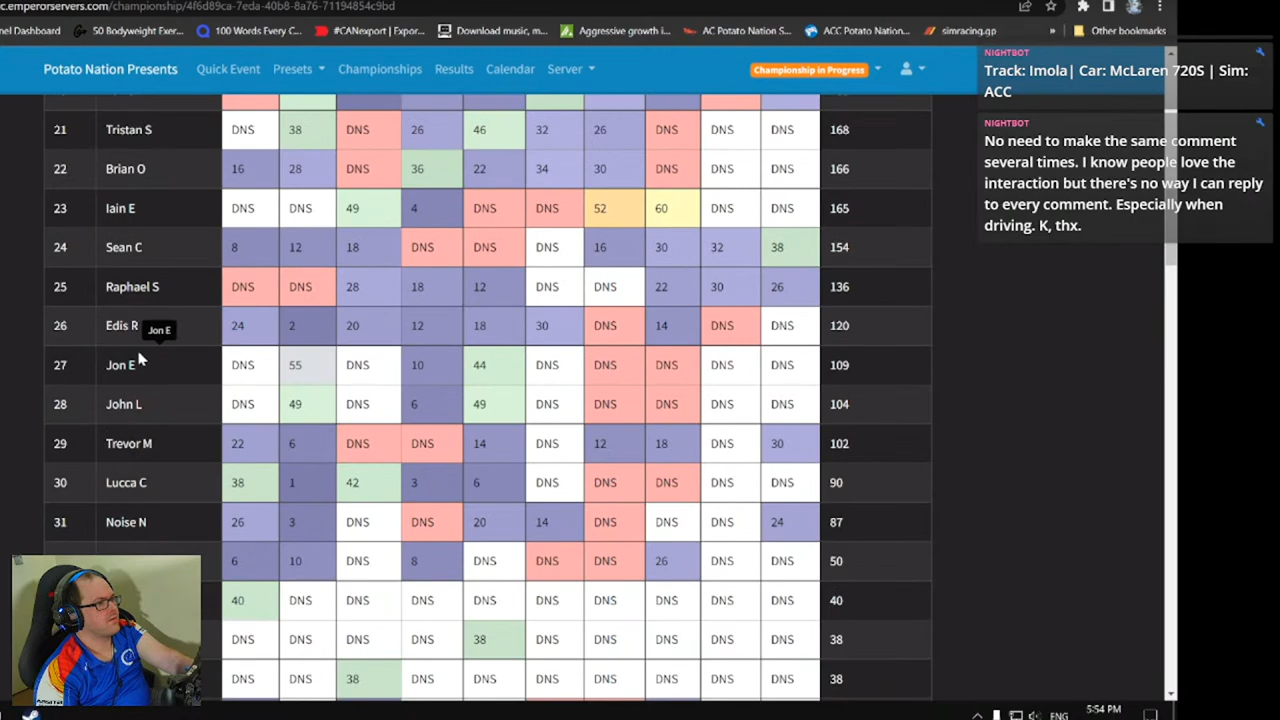 c.emperorservers.com/championship/4f6d89ca-7eda-40b8-8a76-71194854c9bd
nel Dashboard 50 Bodyweight Exer... 100 Words Every C... #CANexport | Expor... Download music, m... Aggressive growth i... AC Potato Nation S... ACC Potato Nation... simracing.gp » Other bookmarks
Potato Nation Presents Quick Event Presets Championships Results Calendar Server Championship in Progress
21 Tristan S DNS 38 DNS 26 46 32 26 DNS DNS DNS 168
22 Brian O 16 28 DNS 36 22 34 30 DNS DNS DNS 166
23 Iain E DNS DNS 49 4 DNS DNS 52 60 DNS DNS 165
24 Sean C 8 12 18 DNS DNS DNS 16 30 32 38 154
25 Raphael S DNS DNS 28 18 12 DNS DNS 22 30 26 136
26 Edis R 24 2 20 12 18 30 DNS 14 DNS DNS 120
Jon E
27 Jon E DNS 55 DNS 10 44 DNS DNS DNS DNS DNS 109
28 John L DNS 49 DNS 6 49 DNS DNS DNS DNS DNS 104
29 Trevor M 22 6 DNS DNS 14 DNS 12 18 DNS 30 102
30 Lucca C 38 1 42 3 6 DNS DNS DNS DNS DNS 90
31 Noise N 26 3 DNS DNS 20 14 DNS DNS DNS 24 87
6 10 DNS 8 DNS DNS DNS 26 DNS DNS 50
40 DNS DNS DNS DNS DNS DNS DNS DNS DNS 40
DNS DNS DNS DNS 38 DNS DNS DNS DNS DNS 38
DNS DNS 38 DNS DNS DNS DNS DNS DNS DNS 38
NIGHTBOT
Track: Imola| Car: McLaren 720S | Sim:
ACC
NIGHTBOT
No need to make the same comment
several times. I know people love the
interaction but there's no way I can reply
to every comment. Especially when
driving. K, thx.
ENG 5:54 PM